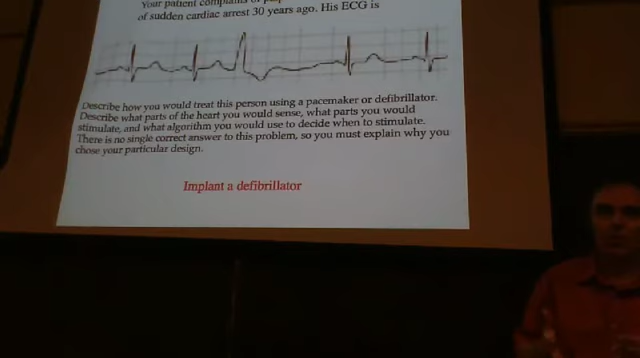 Your patient complains of
of sudden cardiac arrest 30 years ago. His ECG is
Describe how you would treat this person using a pacemaker or defibrillator.
Describe what parts of the heart you would sense, what parts you would
stimulate, and what algorithm you would use to decide when to stimulate.
There is no single correct answer to this problem, so you must explain why you
chose your particular design.
Implant a defibrillator